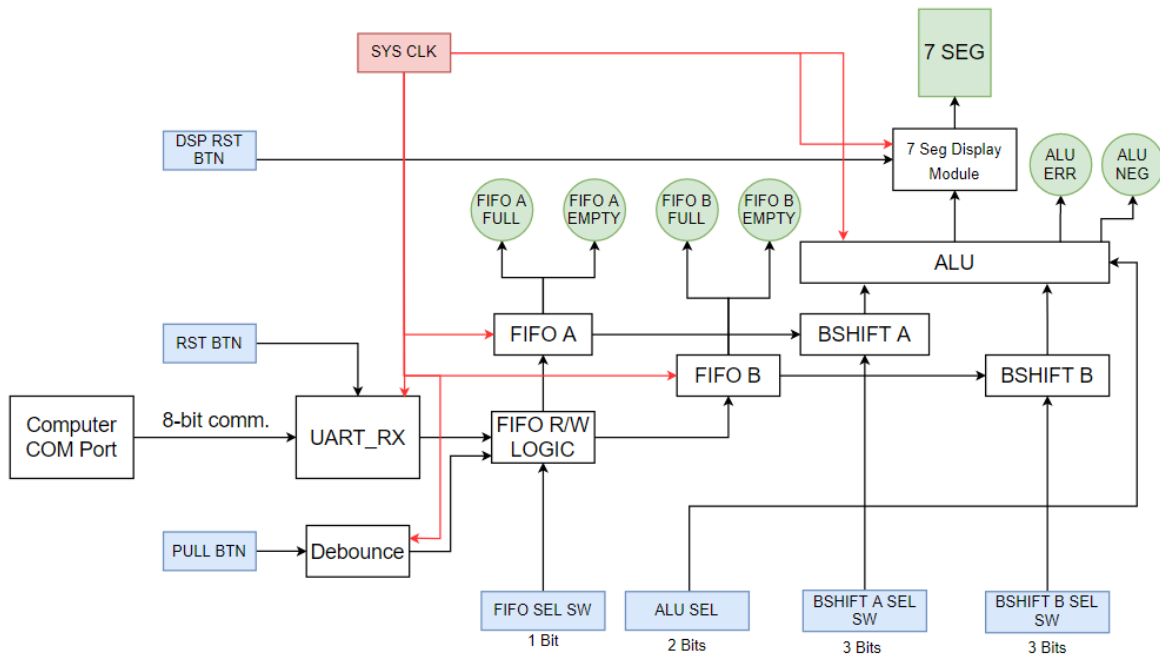 SYS CLK
7 SEG
DSP RST
BTN
7 Seg Display
Module
ALU
ERR
ALU
NEG
FIFO A
FULL
FIFO A
EMPTY
FIFO B
FULL
FIFO B
EMPTY
ALU
RST BTN
FIFO A
BSHIFT A
FIFO B
BSHIFT B
Computer
COM Port
8-bit comm.
UART_RX
FIFO R/W
LOGIC
PULL BTN
Debounce
FIFO SEL SW
1 Bit
ALU SEL
2 Bits
BSHIFT A SEL
SW
3 Bits
BSHIFT B SEL
SW
3 Bits